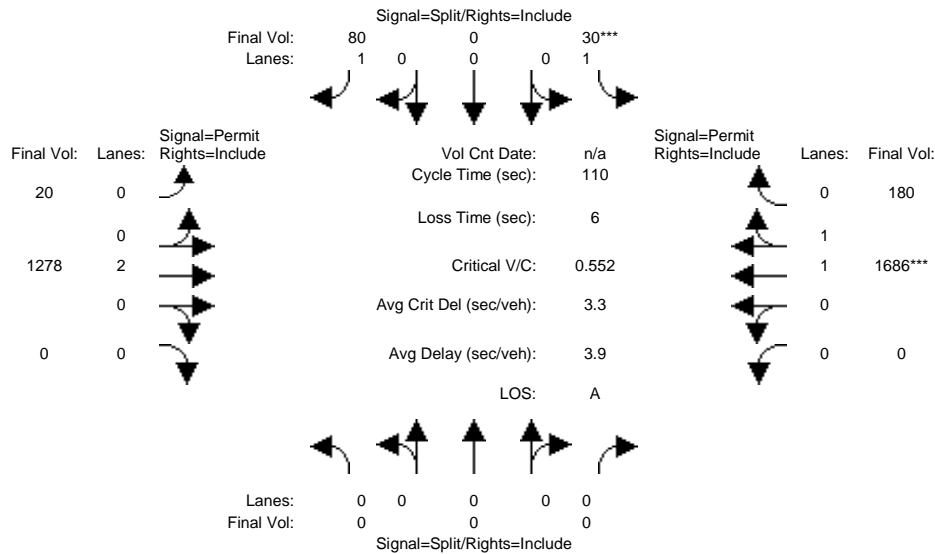 Signal=Split/Rights=Include
Final Vol: 80 0 30***
Lanes: 1 0 0 0 1
Signal=Permit
Final Vol: Lanes: Rights=Include
Vol Cnt Date: n/a
Signal=Permit
Rights=Include Lanes: Final Vol:
Cycle Time (sec): 110
20 0
0 180
Loss Time (sec): 6
0
1
1278 2
Critical V/C: 0.552
1 1686***
0
Avg Crit Del (sec/veh): 3.3
0
0 0
Avg Delay (sec/veh): 3.9
0 0
LOS: A
Lanes: 0 0 0 0 0
Final Vol: 0 0 0
Signal=Split/Rights=Include